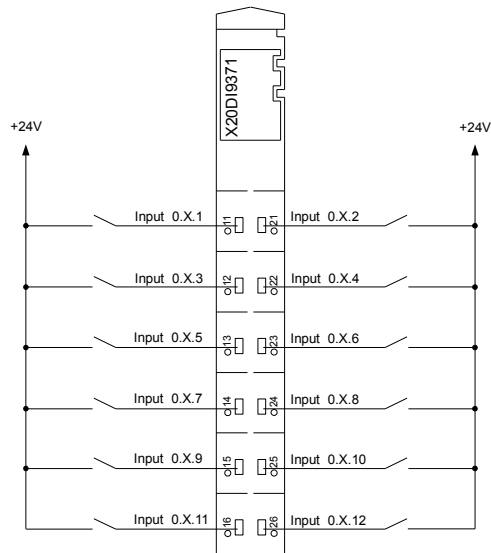 X20DI9371
+24V +24V
Input 0.X.1 11 21 Input 0.X.2
Input 0.X.3 12 22 Input 0.X.4
Input 0.X.5 13 23 Input 0.X.6
Input 0.X.7 14 24 Input 0.X.8
Input 0.X.9 15 25 Input 0.X.10
Input 0.X.11 16 26 Input 0.X.12